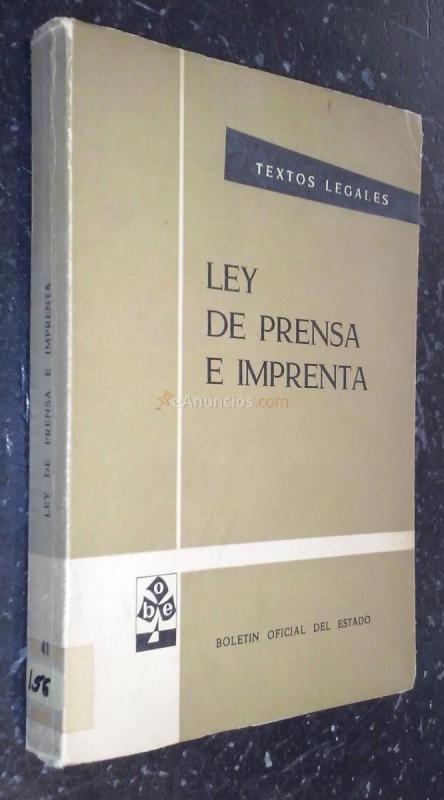 TEXTOS LEGALES
LEY
DE PRENSA
E IMPRENTA
eAnuncios.com
BOLETIN OFICIAL DEL ESTADO
b o e
LEY DE PRENSA E IMPRENTA
41
156